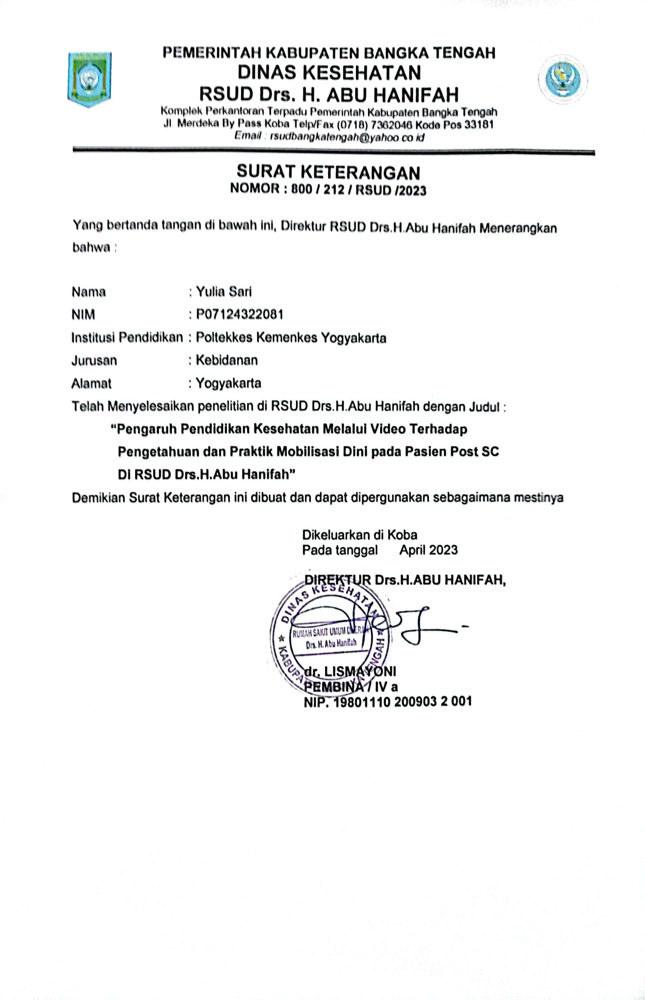 PEMERINTAH KABUPATEN BANGKA TENGAH
DINAS KESEHATAN
RSUD Drs. H. ABU HANIFAH
Komplek Perkantoran Terpadu Pemerintah Kabupaten Bangka Tengah
Jl. Merdeka By Pass Koba Telp/Fax (0718) 7362046 Kode Pos 33181
Email : rsudbangkatengah@yahoo.co.id
SURAT KETERANGAN
NOMOR : 800 / 212 / RSUD /2023
Yang bertanda tangan di bawah ini, Direktur RSUD Drs.H.Abu Hanifah Menerangkan
bahwa :
Nama : Yulia Sari
NIM : P07124322081
Institusi Pendidikan : Poltekkes Kemenkes Yogyakarta
Jurusan : Kebidanan
Alamat : Yogyakarta
Telah Menyelesaikan penelitian di RSUD Drs.H.Abu Hanifah dengan Judul :
“Pengaruh Pendidikan Kesehatan Melalui Video Terhadap
Pengetahuan dan Praktik Mobilisasi Dini pada Pasien Post SC
Di RSUD Drs.H.Abu Hanifah”
Demikian Surat Keterangan ini dibuat dan dapat dipergunakan sebagaimana mestinya
Dikeluarkan di Koba
Pada tanggal April 2023
DIREKTUR Drs.H.ABU HANIFAH,
DINAS KESEHATAN
RUMAH SAKIT UMUM DAERAH
Drs. H. Abu Hanifah
dr. LISMAYONI
PEMBINA / IV a
NIP. 19801110 200903 2 001